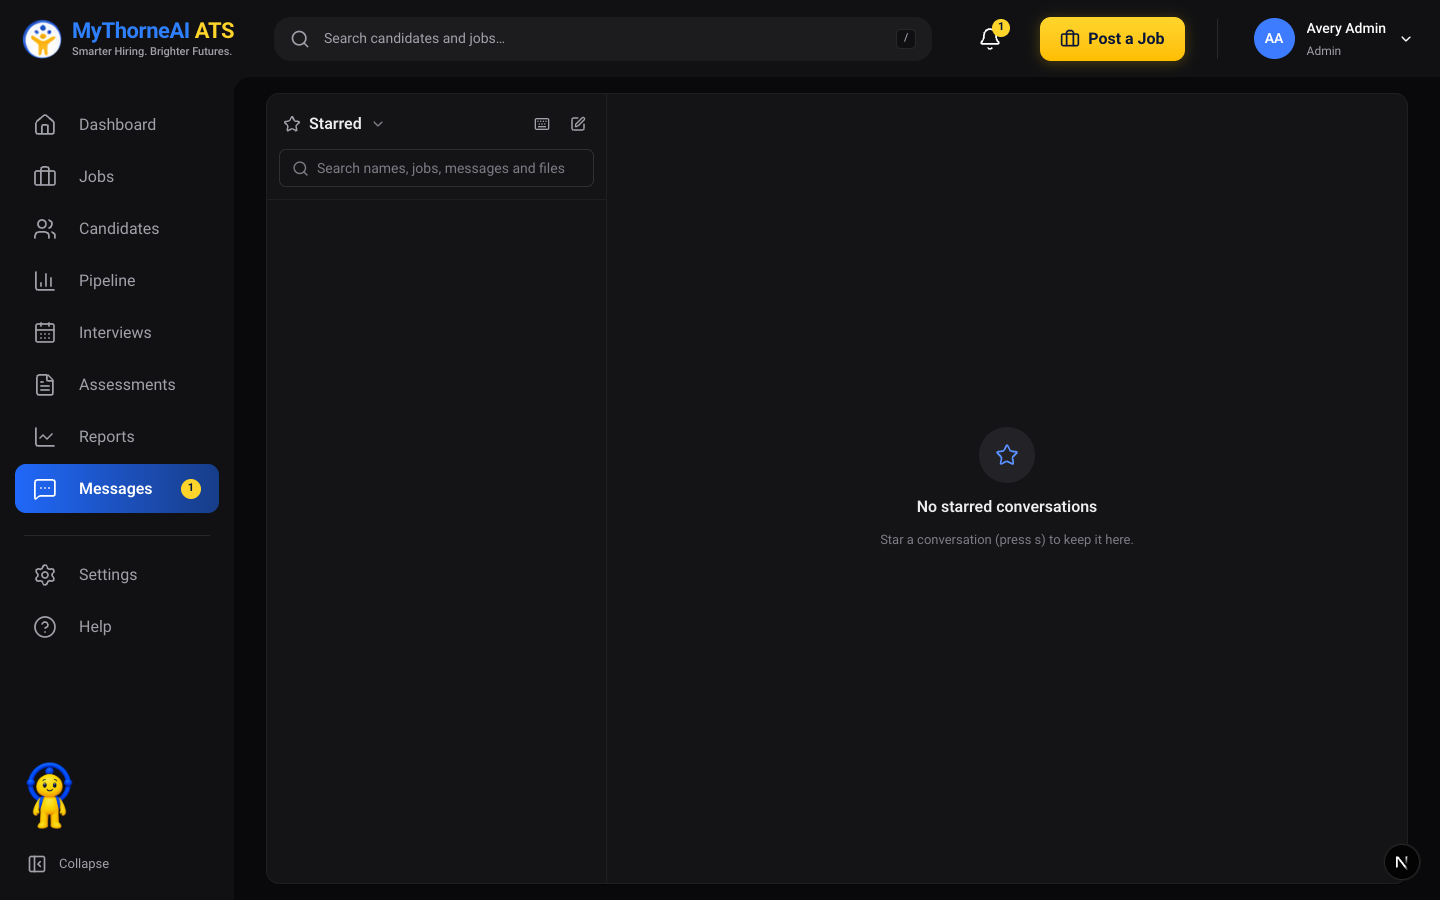 MyThorneAI ATS
Smarter Hiring. Brighter Futures.
Search candidates and jobs...
/
1
Post a Job
AA
Avery Admin
Admin
Dashboard
Jobs
Candidates
Pipeline
Interviews
Assessments
Reports
Messages
1
Settings
Help
Collapse
Starred
Search names, jobs, messages and files
No starred conversations
Star a conversation (press s) to keep it here.
N